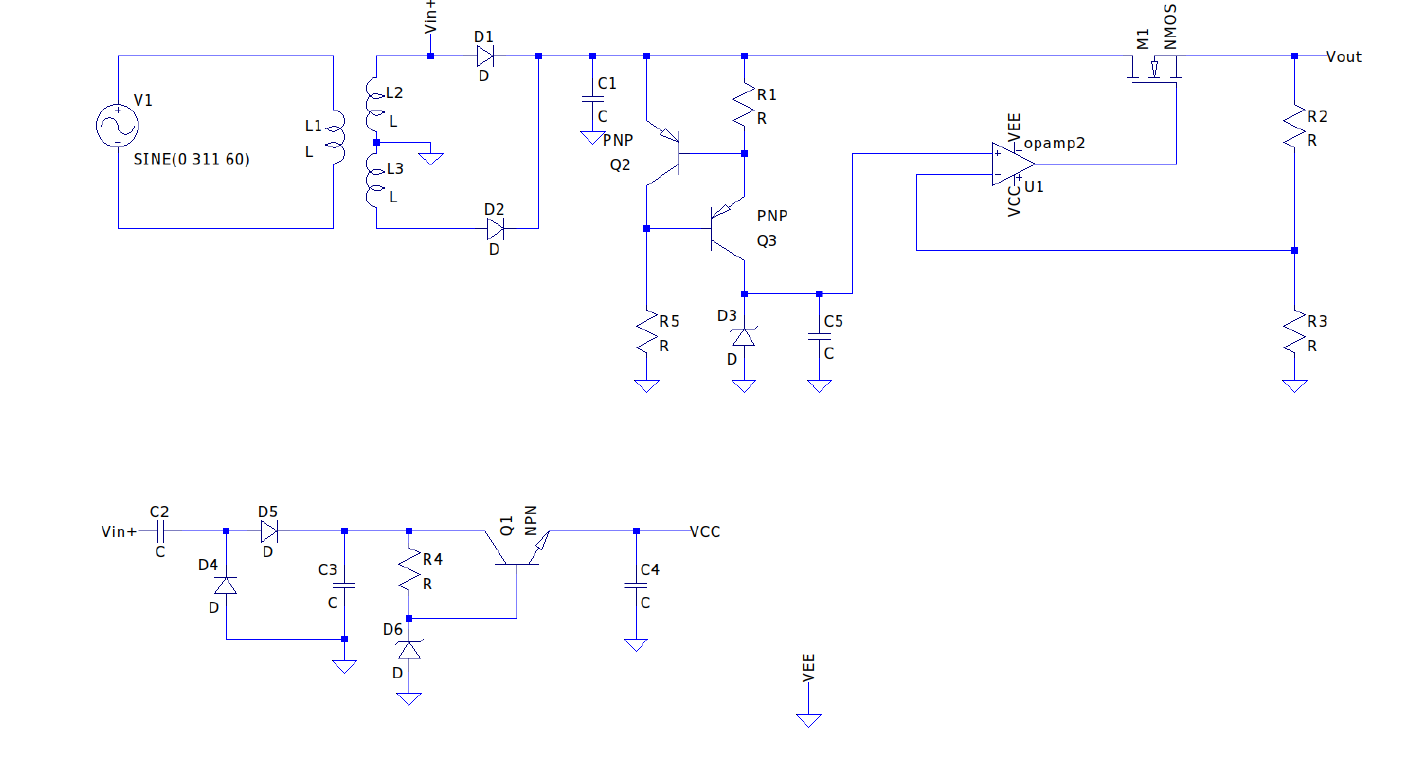 Vin+
D1
D
V1
SINE(0 311 60)
L1
L
L2
L
L3
L
D2
D
C1
C
PNP
Q2
R1
R
PNP
Q3
R5
R
D3
D
C5
C
VEE
opamp2
U1
VCC
+
−
M1
NMOS
Vout
R2
R
R3
R
Vin+
C2
C
D5
D
D4
D
C3
C
R4
R
D6
D
Q1
NPN
VCC
C4
C
VEE